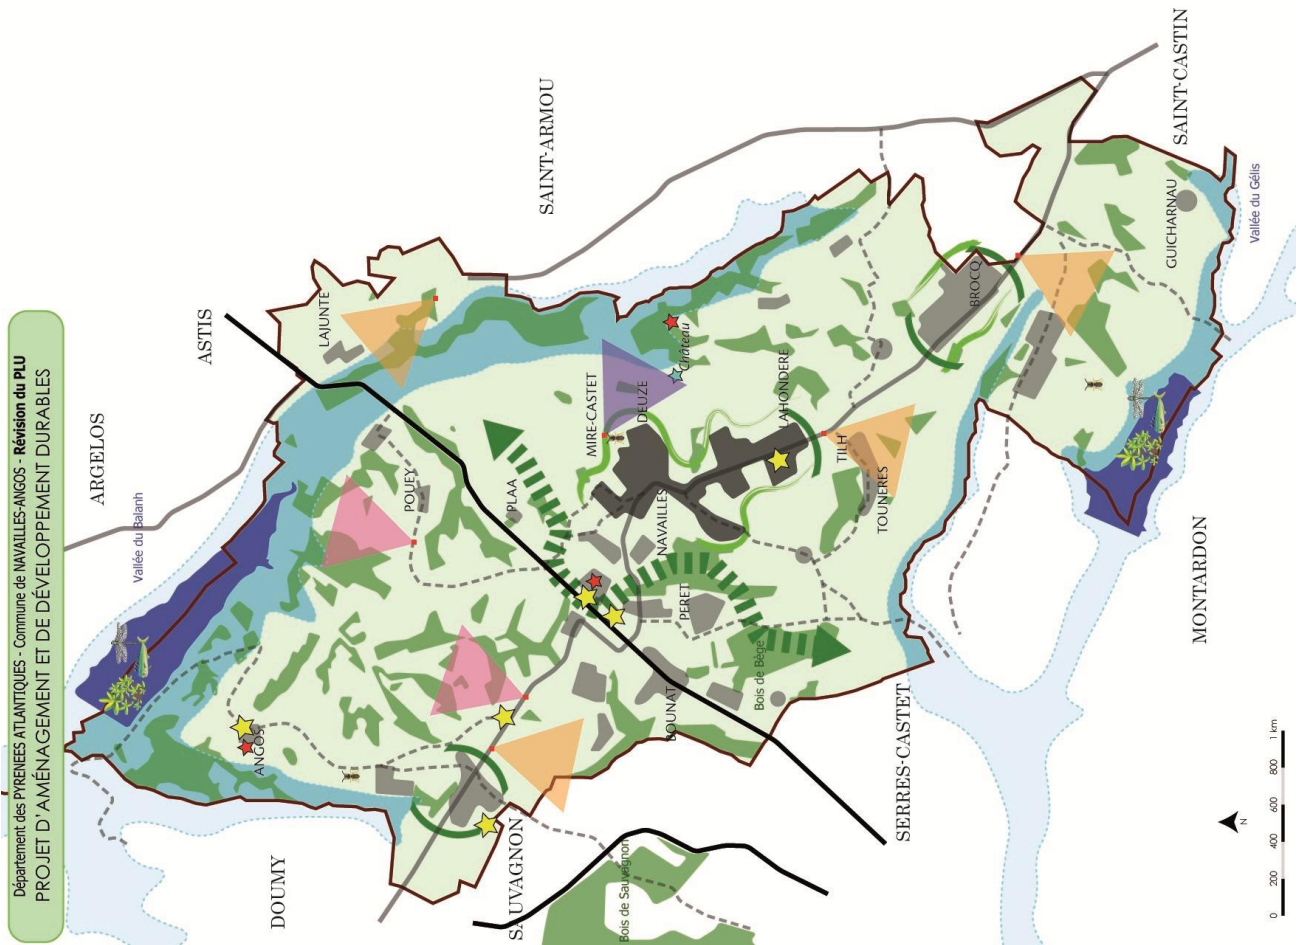 Département des PYRENEES ATLANTIQUES - Commune de NAVAILLES-ANGOS - Révision du PLU
PROJET D'AMÉNAGEMENT ET DE DÉVELOPPEMENT DURABLES
ARGELOS
Vallée du Balanh
ASTIS
SAINT-ARMOU
SAINT-CASTIN
Vallée du Gélis
MONTARDON
SERRES-CASTET
SAUVAGNON
Bois de Sauvagnon
DOUMY
ANGOS
LAJUNTE
POUEY
PLAA
MIRE-CASTET
DEUZE
Château
LAHONDERE
NAVAILLES
TILH
TOUNERES
BROCQ
GUICHARNAU
PERET
BOUNAT
Bois de Bège
N
0
200
400
600
800
1 km